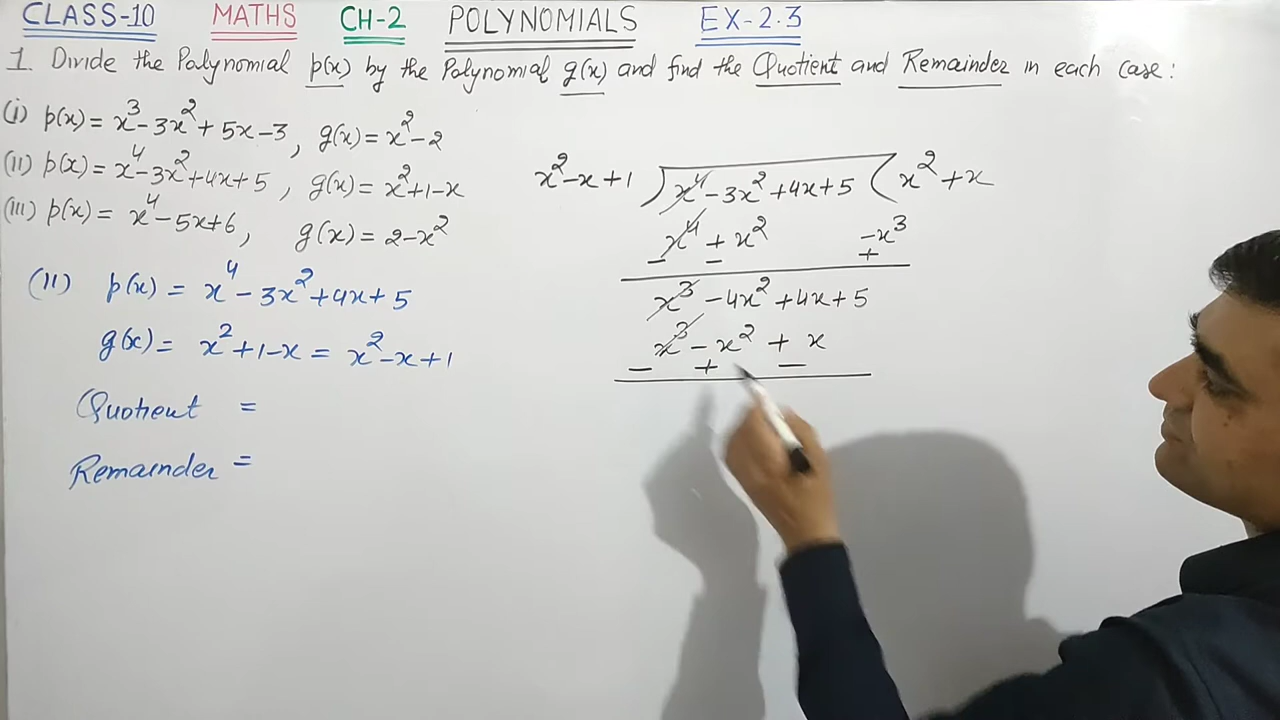 CLASS-10 MATHS CH-2 POLYNOMIALS EX-2.3
1. Divide the Polynomial p(x) by the Polynomial g(x) and find the Quotient and Remainder in each case:
(i) p(x) = x³ - 3x² + 5x - 3, g(x) = x² - 2
(ii) p(x) = x⁴ - 3x² + 4x + 5, g(x) = x² + 1 - x
(iii) p(x) = x⁴ - 5x + 6, g(x) = 2 - x²
(ii) p(x) = x⁴ - 3x² + 4x + 5
g(x) = x² + 1 - x = x² - x + 1
Quotient =
Remainder =
x² - x + 1 ) x⁴ - 3x² + 4x + 5 ( x² + x
x⁴ + x² - x³
- - +
x³ - 4x² + 4x + 5
x³ - x² + x
- + -